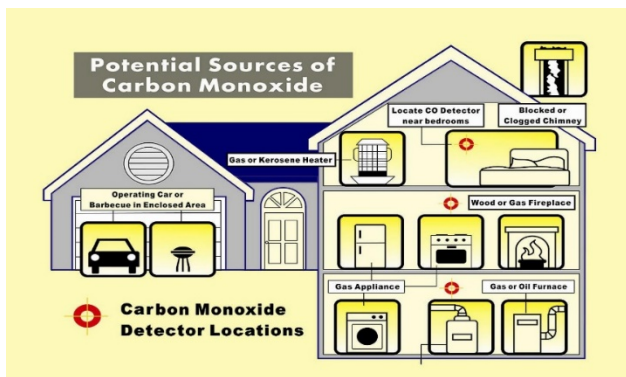 Potential Sources of
Carbon Monoxide
Locate CO Detector
near bedrooms
Blocked or
Clogged Chimney
Gas or Kerosene Heater
Operating Car or
Barbecue in Enclosed Area
Wood or Gas Fireplace
Gas Appliance
Gas or Oil Furnace
Carbon Monoxide
Detector Locations